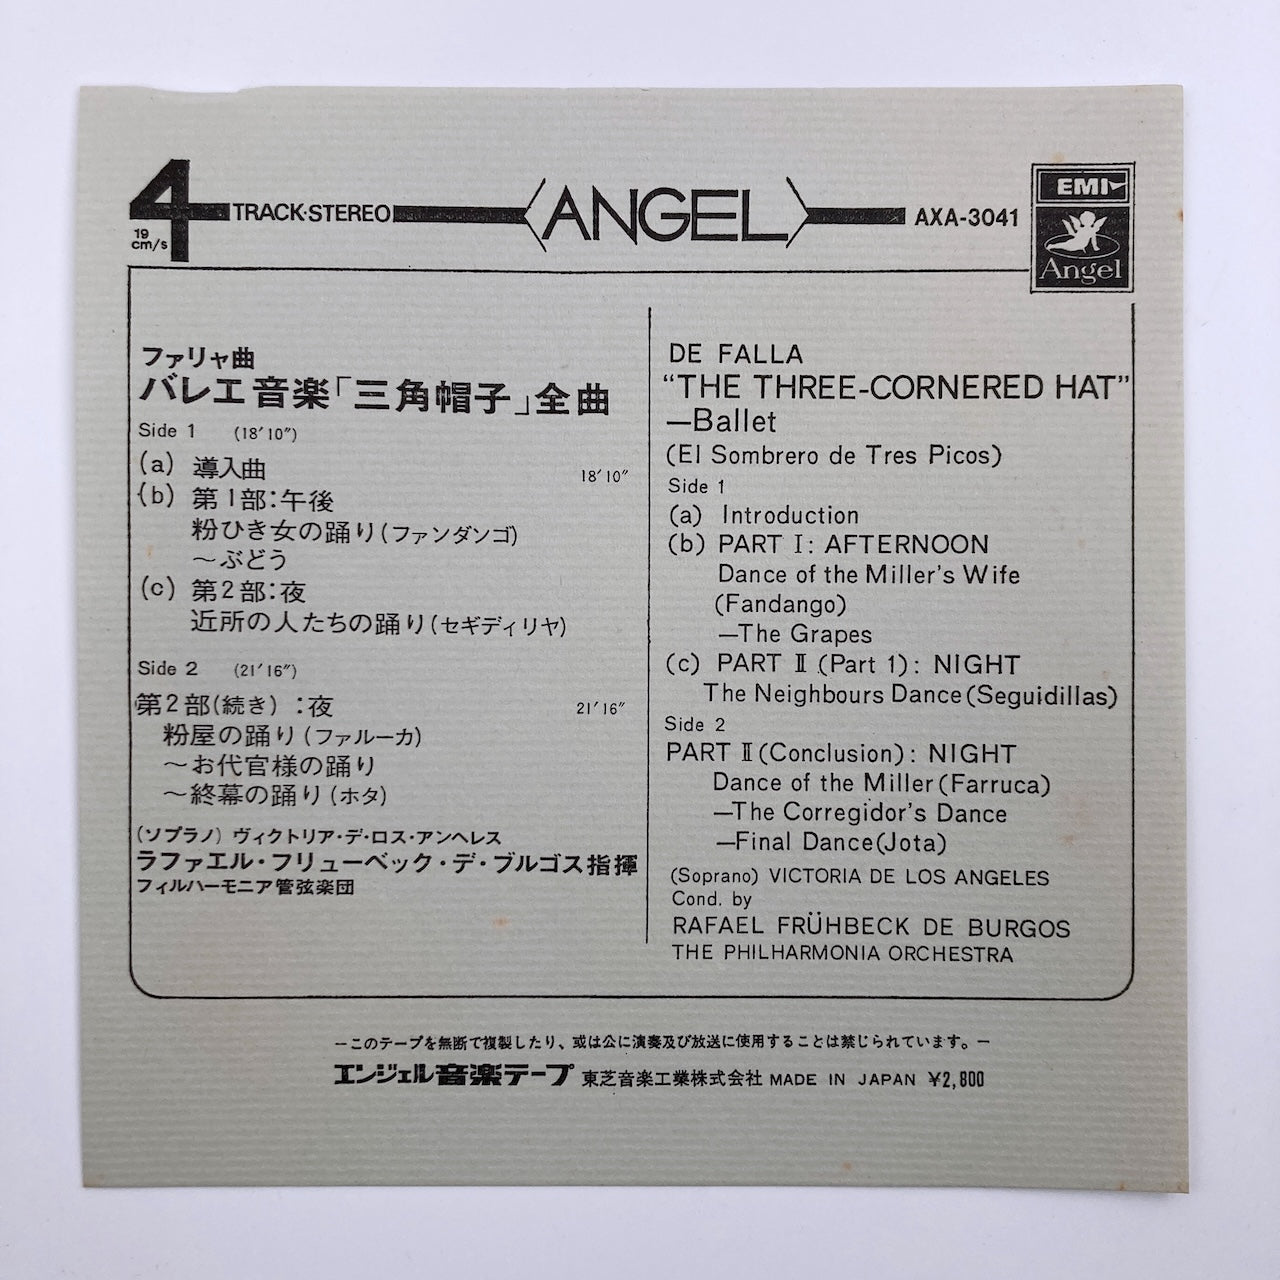 4 TRACK·STEREO ANGEL AXA-3041
19
cm/s
EMI
Angel
ファリャ曲
バレエ音楽「三角帽子」全曲
Side 1 (18′10″)
(a) 導入曲 18′10″
(b) 第1部:午後
粉ひき女の踊り(ファンダンゴ)
〜ぶどう
(c) 第2部:夜
近所の人たちの踊り(セギディリヤ)
Side 2 (21′16″)
第2部(続き):夜 21′16″
粉屋の踊り(ファルーカ)
〜お代官様の踊り
〜終幕の踊り(ホタ)
(ソプラノ) ヴィクトリア・デ・ロス・アンヘレス
ラファエル・フリューベック・デ・ブルゴス指揮
フィルハーモニア管弦楽団
DE FALLA
“THE THREE-CORNERED HAT”
—Ballet
(El Sombrero de Tres Picos)
Side 1
(a) Introduction
(b) PART Ⅰ: AFTERNOON
Dance of the Miller's Wife
(Fandango)
—The Grapes
(c) PART Ⅱ (Part 1): NIGHT
The Neighbours Dance(Seguidillas)
Side 2
PART Ⅱ(Conclusion): NIGHT
Dance of the Miller(Farruca)
—The Corregidor's Dance
—Final Dance(Jota)
(Soprano) VICTORIA DE LOS ANGELES
Cond. by
RAFAEL FRÜHBECK DE BURGOS
THE PHILHARMONIA ORCHESTRA
—このテープを無断で複製したり、或は公に演奏及び放送に使用することは禁じられています。—
エンジェル音楽テープ 東芝音楽工業株式会社 MADE IN JAPAN ¥2,800